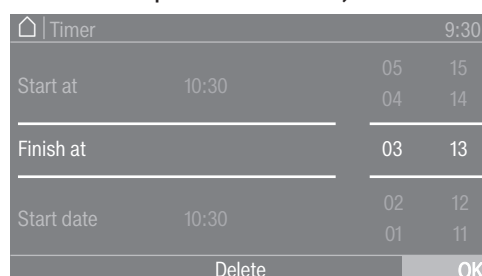 Timer 9:30
05 15
Start at 10:30
04 14
Finish at 03 13
02 12
Start date 10:30
01 11
Delete OK